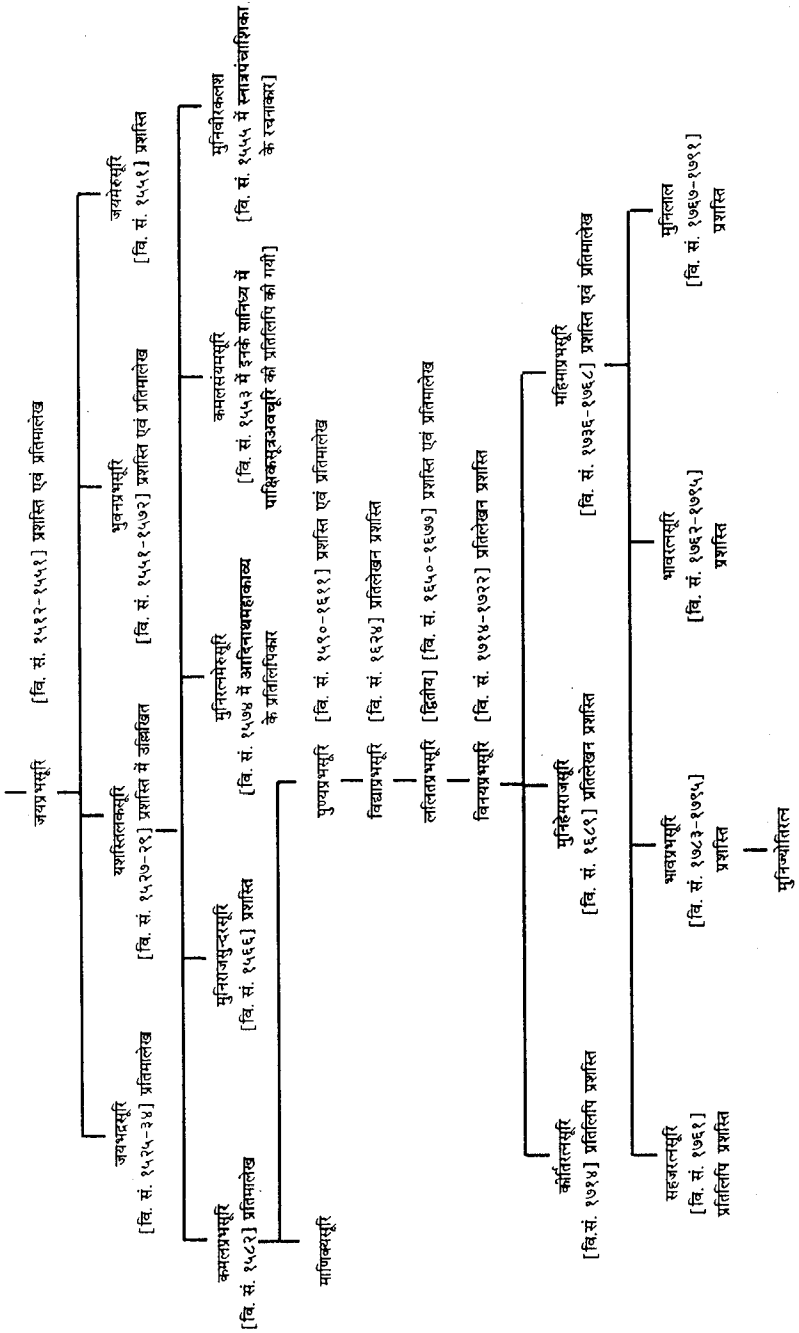 जयप्रभसूरि [वि. सं. १५१२-१५५१] प्रशस्ति एवं प्रतिमालेख
जयभद्रसूरि
[वि. सं. १५२५-३४] प्रतिमालेख
यशस्तिलकसूरि
[वि. सं. १५२७-२९] प्रशस्ति में उल्लिखित
भुवनप्रभसूरि
[वि. सं. १५५१-१५७२] प्रशस्ति एवं प्रतिमालेख
जयमेरुसूरि
[वि. सं. १५५१] प्रशस्ति
कमलप्रभसूरि
[वि. सं. १५८२] प्रतिमालेख
मुनिराजसुन्दरसूरि
[वि. सं. १५६६] प्रशस्ति
मुनिरत्नमेरुसूरि
[वि. सं. १५७४ में आदिनाथमहाकाव्य
के प्रतिलिपिकार
कमलसंयमसूरि
[वि. सं. १५५३ में इनके सानिध्य में
पाक्षिकसूत्रअवचूरि की प्रतिलिपि की गयी]
मुनिवीरकलश
[वि. सं. १५५५ में स्नात्रपंचाशिका
के रचनाकार]
माणिक्यसूरि
पुण्यप्रभसूरि [वि. सं. १५९०-१६११] प्रशस्ति एवं प्रतिमालेख
विद्याप्रभसूरि [वि. सं. १६२४] प्रतिलेखन प्रशस्ति
ललितप्रभसूरि [द्वितीय] [वि. सं. १६५०-१६७७] प्रशस्ति एवं प्रतिमालेख
विनयप्रभसूरि [वि. सं. १७१४-१७२२] प्रतिलेखन प्रशस्ति
कीर्तिरत्नसूरि
[वि.सं. १७१४] प्रतिलिपि प्रशस्ति
मुनिहेमराजसूरि
[वि. सं. १६८९] प्रतिलेखन प्रशस्ति
महिमाप्रभसूरि
[वि. सं. १७३६-१७६८] प्रशस्ति एवं प्रतिमालेख
सहजरत्नसूरि
[वि. सं. १७६१]
प्रतिलिपि प्रशस्ति
भावप्रभसूरि
[वि. सं. १७८३-१७९५]
प्रशस्ति
भावरत्नसूरि
[वि. सं. १७६२-१७९५]
प्रशस्ति
मुनिलाल
[वि. सं. १७६७-१७९१]
प्रशस्ति
मुनिज्योतिरत्न